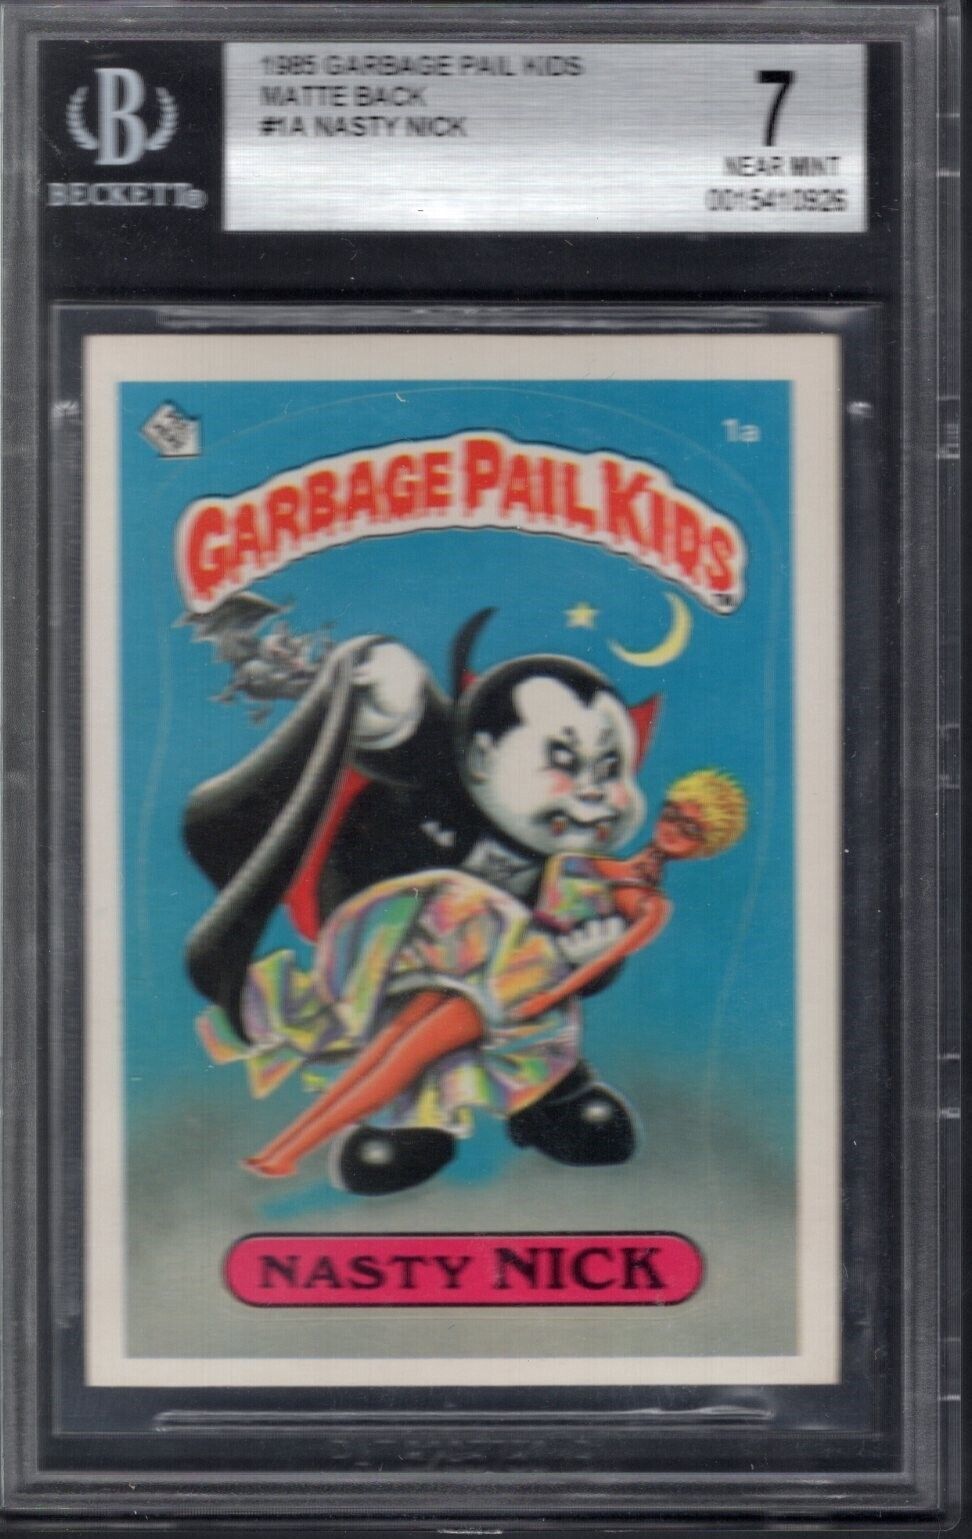 1985 GARBAGE PAIL KIDS
MATTE BACK
#1A NASTY NICK
7
NEAR MINT
0015410926
B
BECKETT®
1a
GARBAGE PAIL KIDS
TM
NASTY NICK